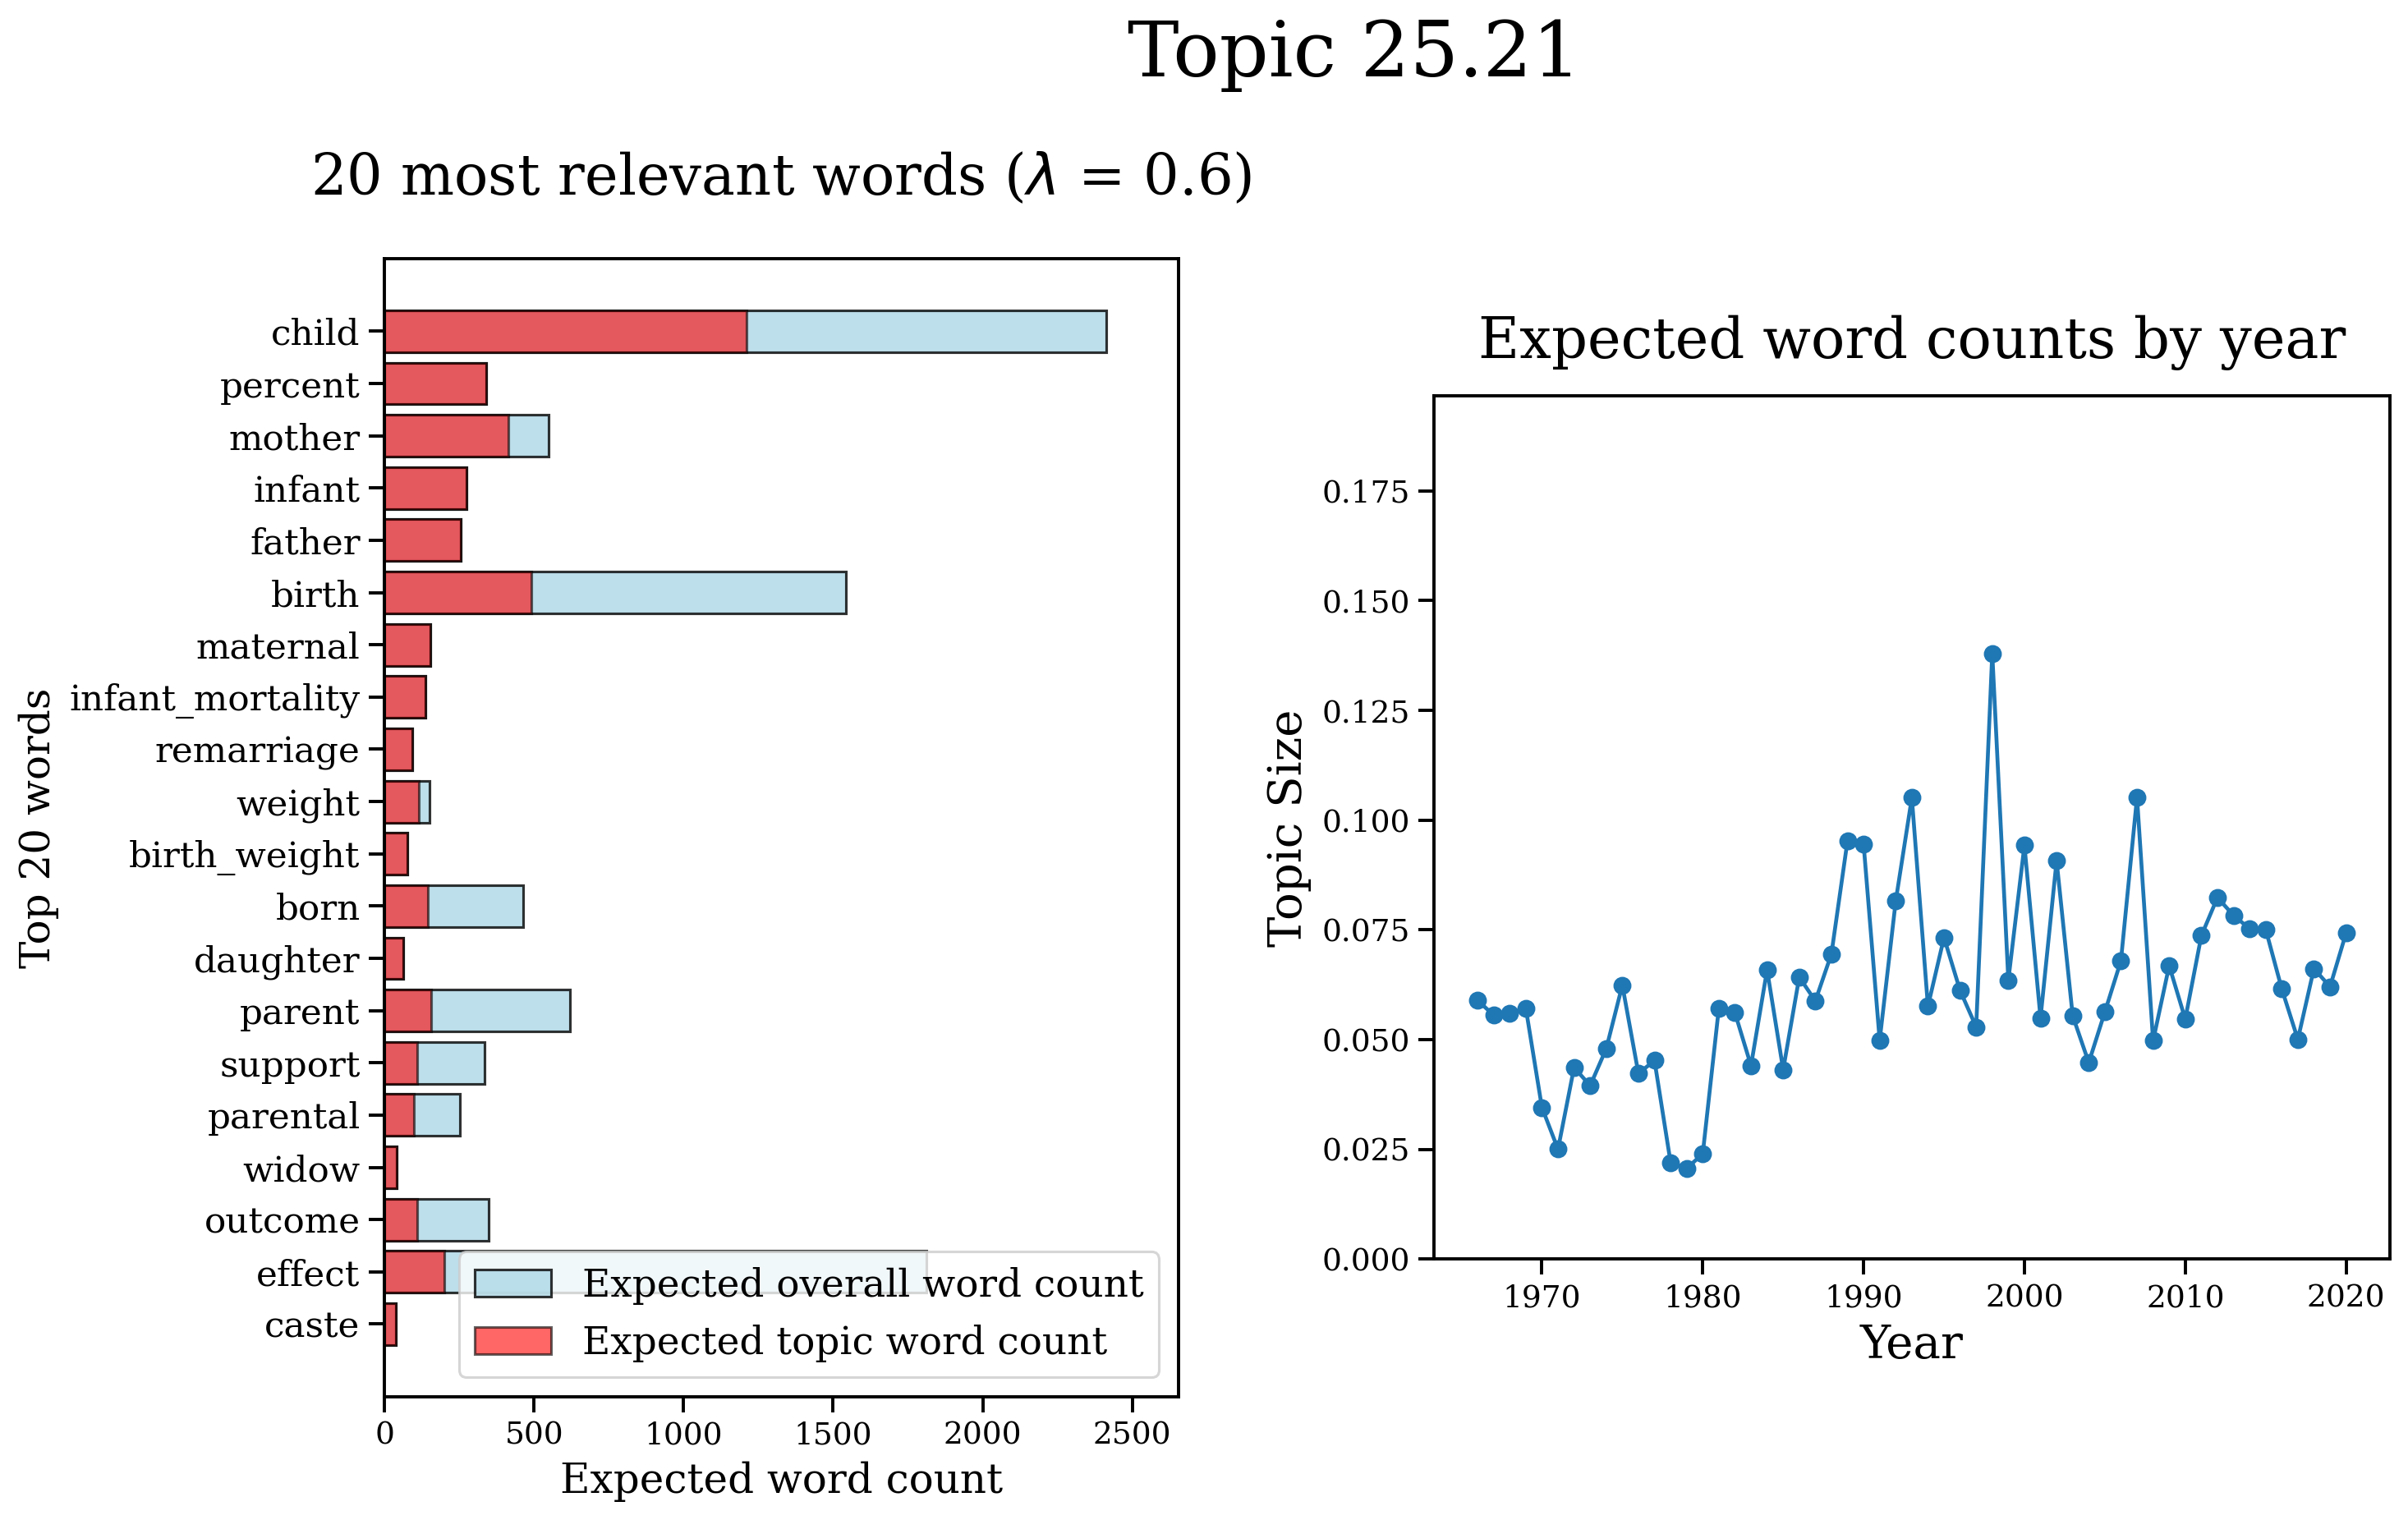 Topic 25.21
20 most relevant words (λ = 0.6)
Top 20 words
child
percent
mother
infant
father
birth
maternal
infant_mortality
remarriage
weight
birth_weight
born
daughter
parent
support
parental
widow
outcome
effect
caste
Expected overall word count
Expected topic word count
0 500 1000 1500 2000 2500
Expected word count
Expected word counts by year
Topic Size
0.175
0.150
0.125
0.100
0.075
0.050
0.025
0.000
1970 1980 1990 2000 2010 2020
Year